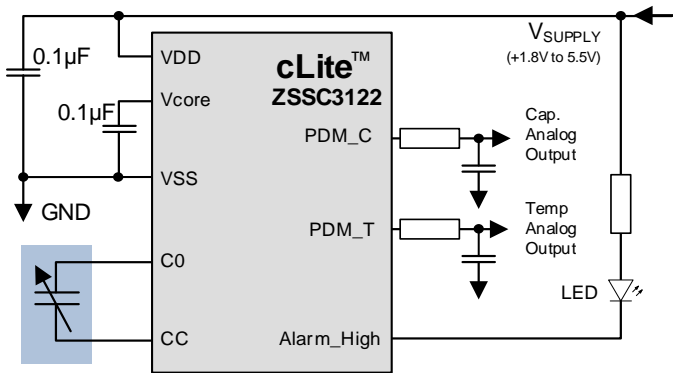 0.1µF
VDD
cLite™
ZSSC3122
VSUPPLY
(+1.8V to 5.5V)
0.1µF
Vcore
PDM_C
Cap.
Analog
Output
VSS
GND
PDM_T
Temp
Analog
Output
C0
LED
CC
Alarm_High